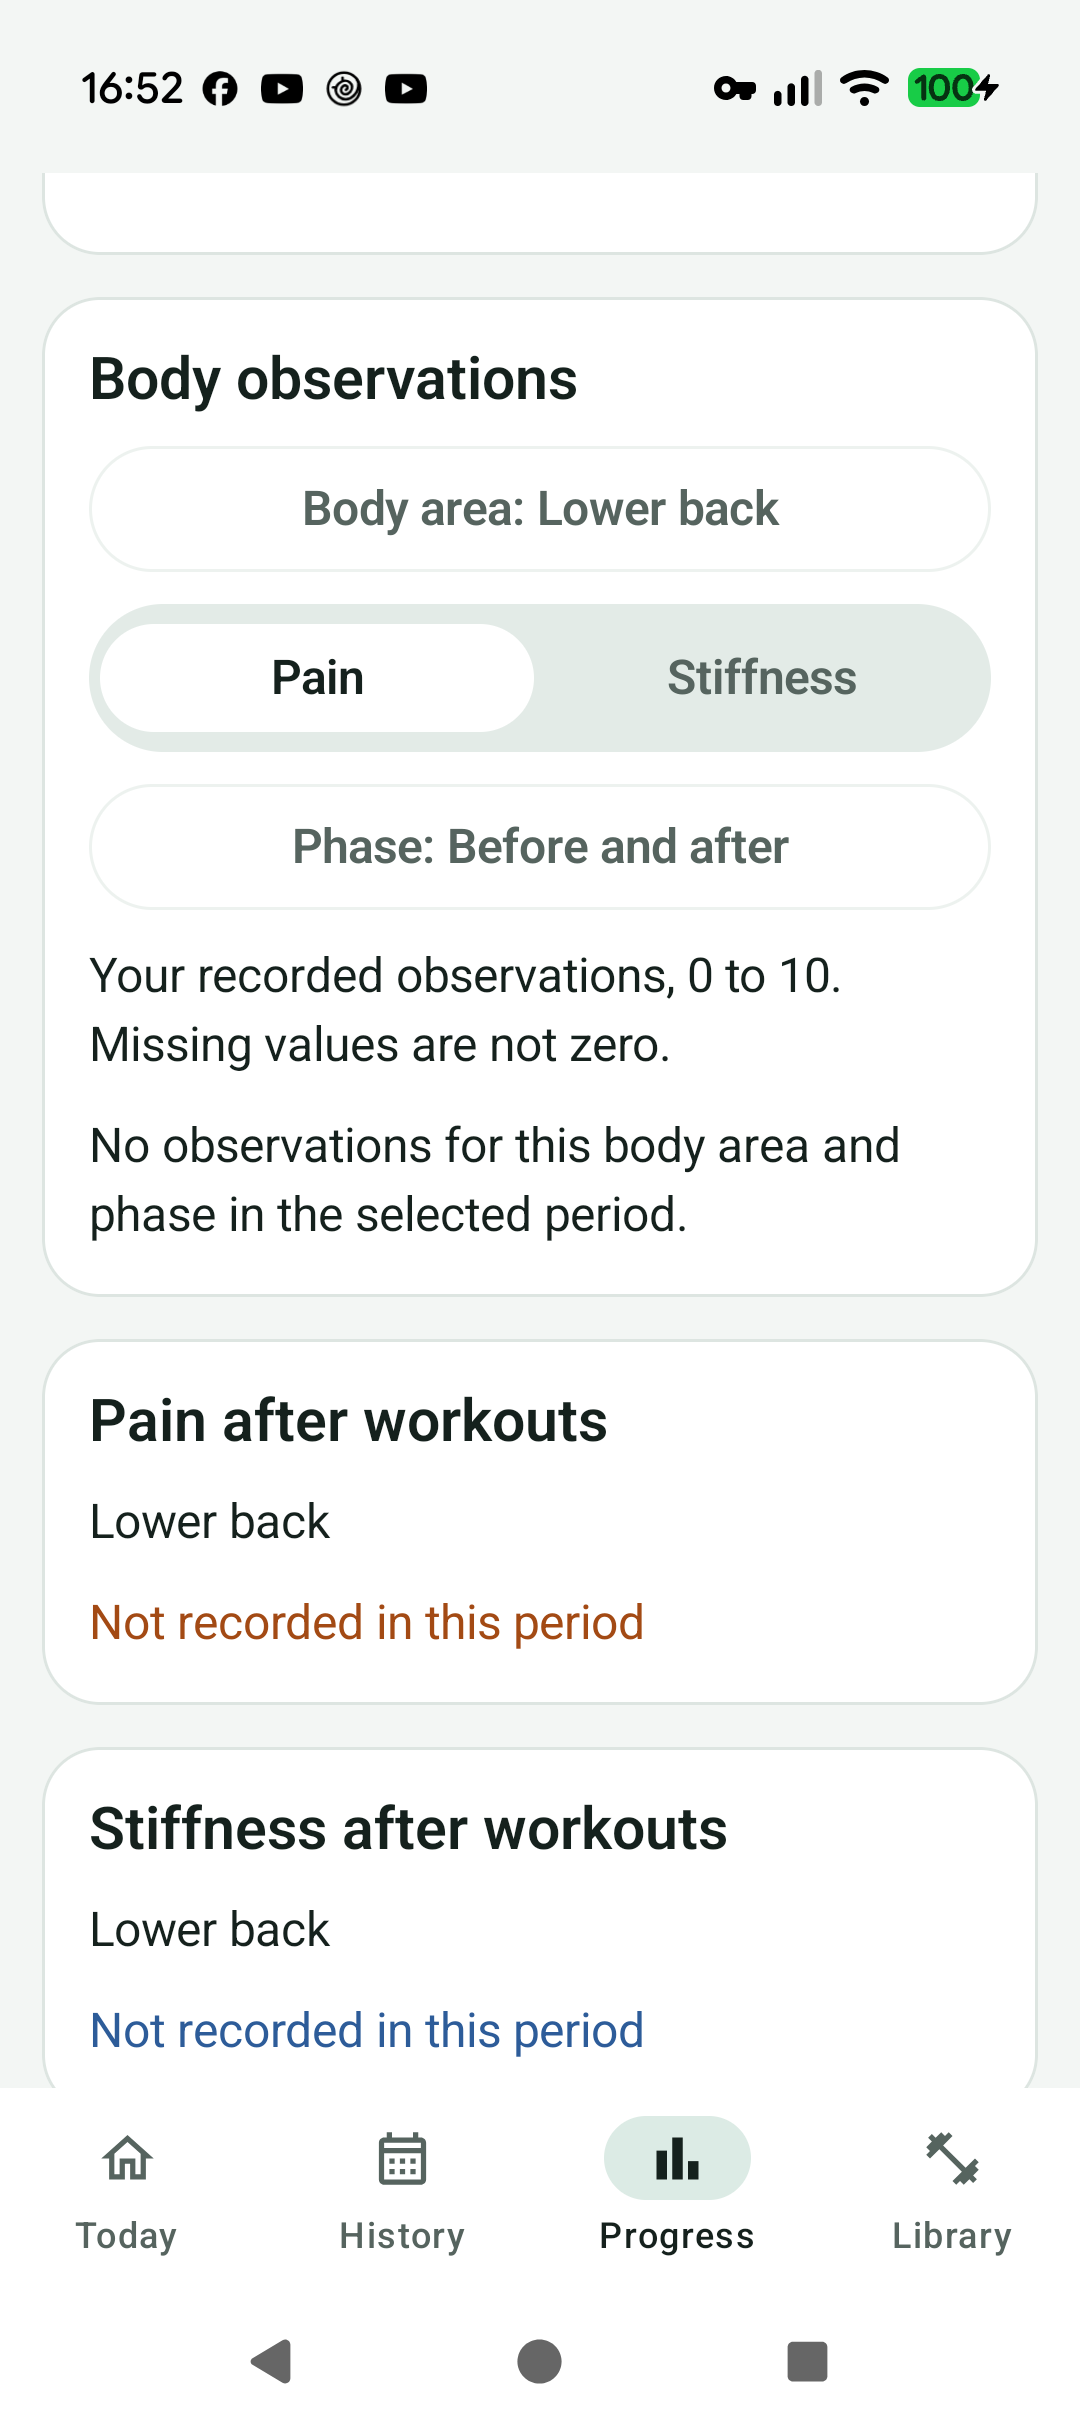 16:52
100
Body observations
Body area: Lower back
Pain
Stiffness
Phase: Before and after
Your recorded observations, 0 to 10.
Missing values are not zero.
No observations for this body area and
phase in the selected period.
Pain after workouts
Lower back
Not recorded in this period
Stiffness after workouts
Lower back
Not recorded in this period
Today
History
Progress
Library